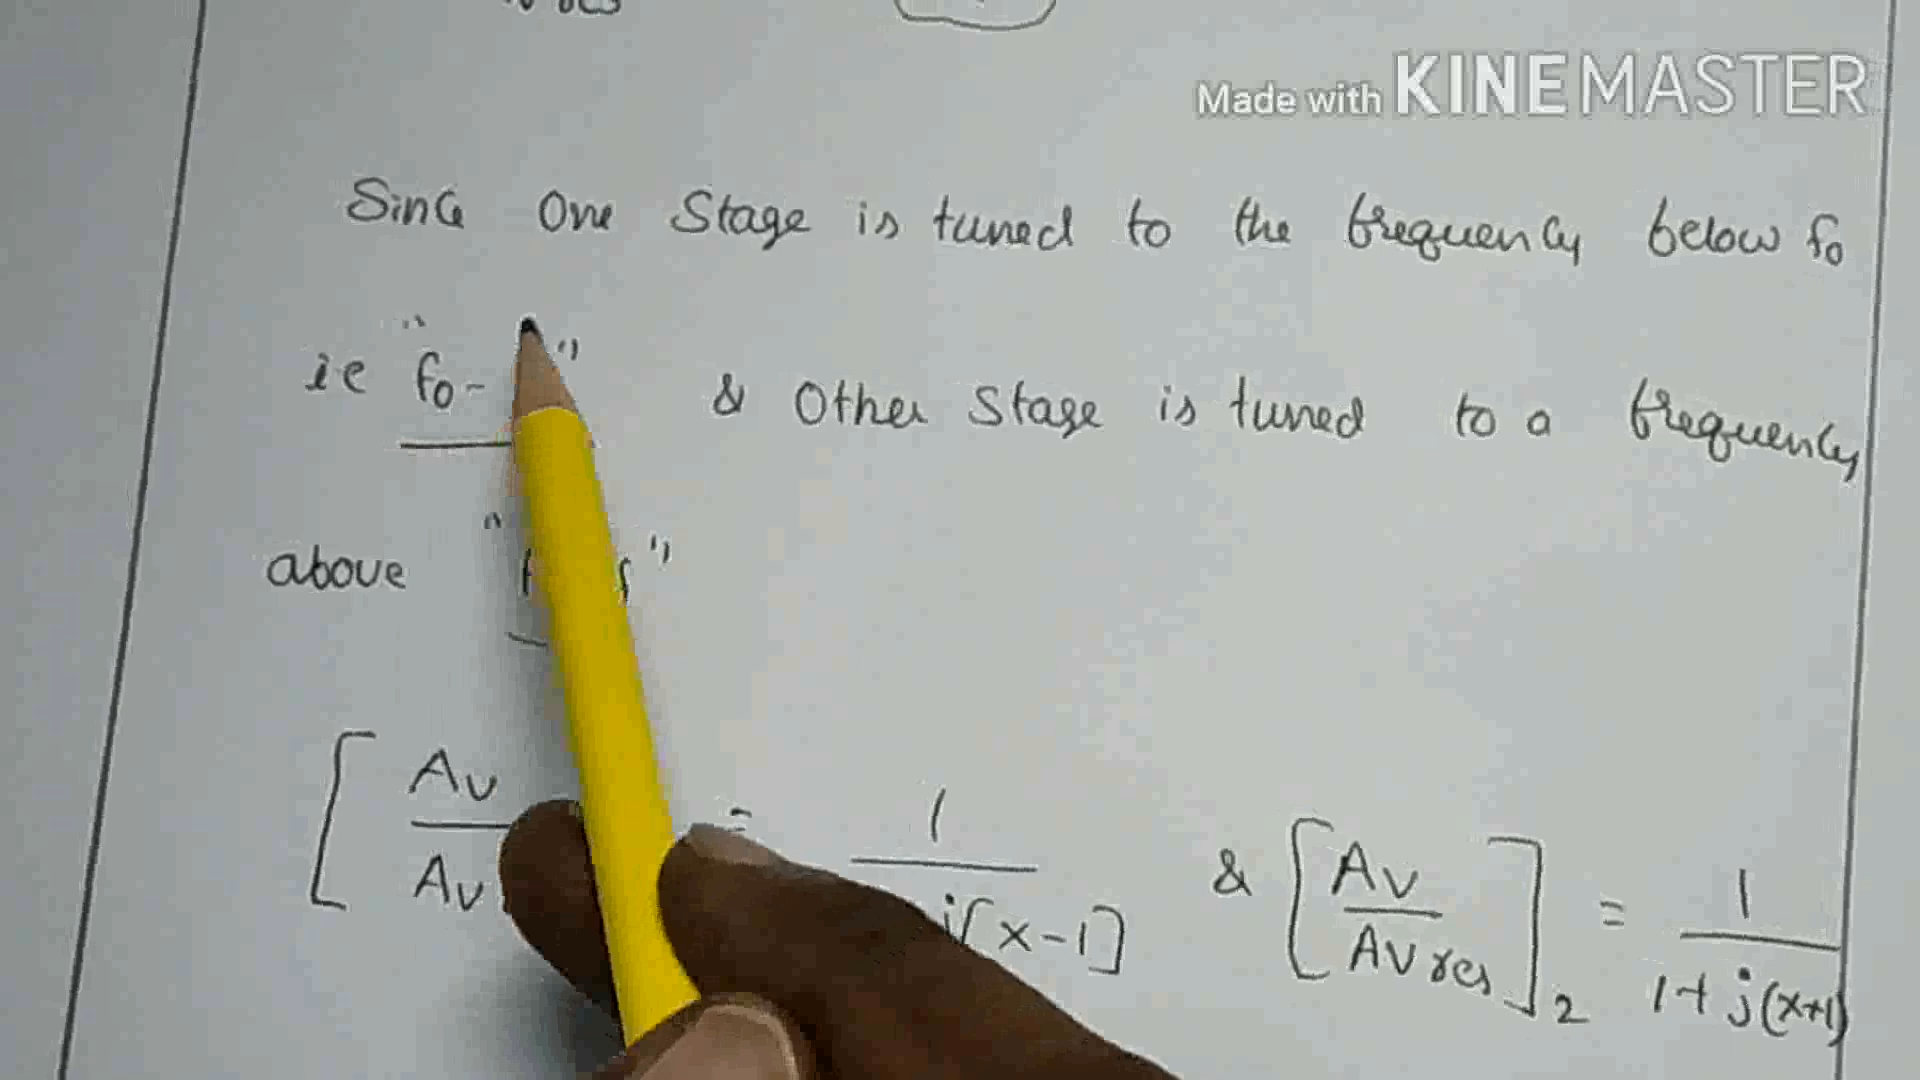 Made with KINEMASTER
Since One Stage is tuned to the frequency below fo
ie "fo- " & Other Stage is tuned to a frequency
above " f"
[ Av = 1 & [ Av ] = 1
Av j[x-1] Av res 2 1+j(x+1)